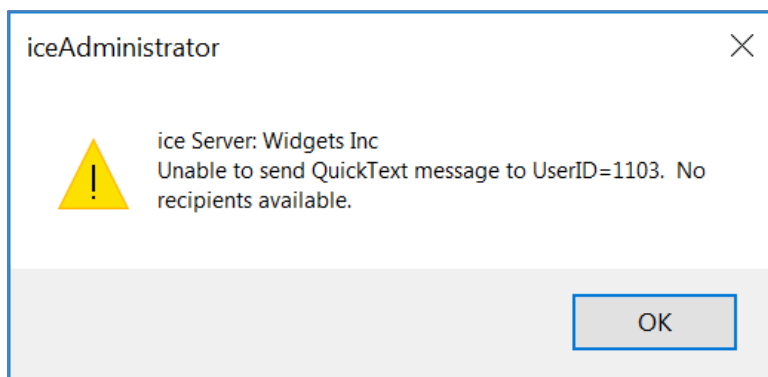 iceAdministrator
ice Server: Widgets Inc
Unable to send QuickText message to UserID=1103.  No
recipients available.
OK